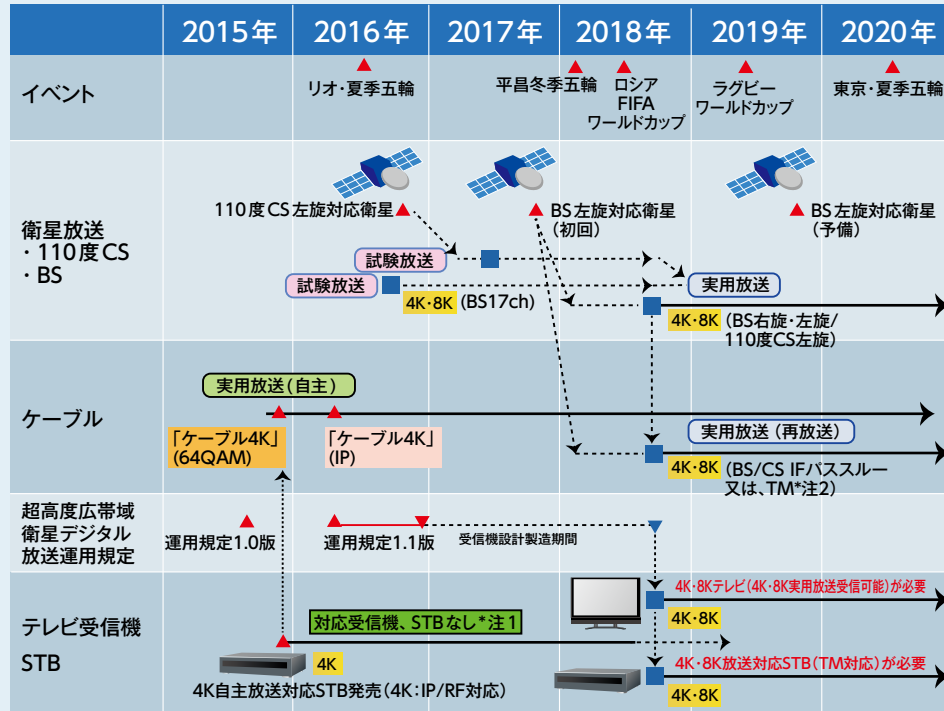 2015年 2016年 2017年 2018年 2019年 2020年
イベント
リオ・夏季五輪
平昌冬季五輪
ロシア
FIFA
ワールドカップ
ラグビー
ワールドカップ
東京・夏季五輪
衛星放送
・110度CS
・BS
110度CS左旋対応衛星
BS左旋対応衛星
(初回)
BS左旋対応衛星
(予備)
試験放送
試験放送
4K・8K (BS17ch)
実用放送
4K・8K (BS右旋・左旋/
110度CS左旋)
ケーブル
実用放送(自主)
「ケーブル4K」
(64QAM)
「ケーブル4K」
(IP)
実用放送(再放送)
4K・8K (BS/CS IFパススルー
又は、TM*注2)
超高度広帯域
衛星デジタル
放送運用規定
運用規定1.0版
運用規定1.1版
受信機設計製造期間
テレビ受信機
STB
対応受信機、STBなし*注1
4K
4K自主放送対応STB発売(4K:IP/RF対応)
4K・8Kテレビ(4K・8K実用放送受信可能)が必要
4K・8K
4K・8K放送対応STB(TM対応)が必要
4K・8K